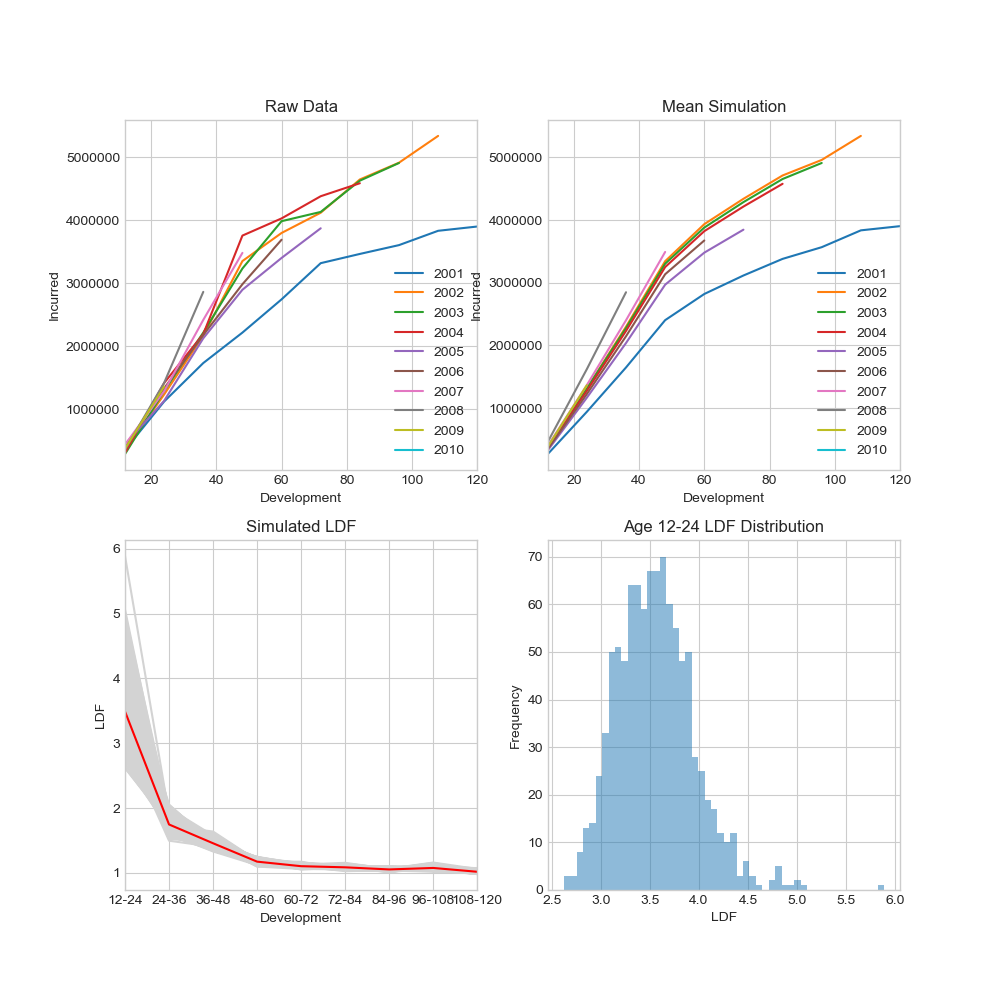 Raw Data
Incurred
5000000
4000000
3000000
2000000
1000000
2001
2002
2003
2004
2005
2006
2007
2008
2009
2010
20 40 60 80 100 120
Development
Mean Simulation
Incurred
5000000
4000000
3000000
2000000
1000000
2001
2002
2003
2004
2005
2006
2007
2008
2009
2010
20 40 60 80 100 120
Development
Simulated LDF
LDF
6
5
4
3
2
1
12-24 24-36 36-48 48-60 60-72 72-84 84-96 96-108 108-120
Development
Age 12-24 LDF Distribution
Frequency
70
60
50
40
30
20
10
0
2.5 3.0 3.5 4.0 4.5 5.0 5.5 6.0
LDF